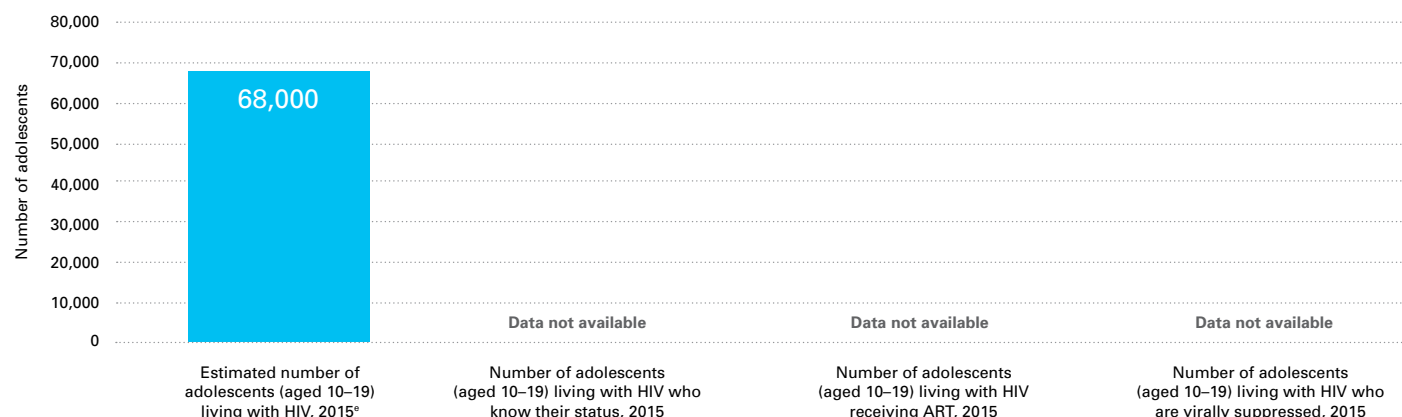 80,000
70,000
60,000
50,000
40,000
30,000
20,000
10,000
0
Number of adolescents
68,000
Data not available
Data not available
Data not available
Estimated number of
adolescents (aged 10–19)
living with HIV, 2015ᵉ
Number of adolescents
(aged 10–19) living with HIV who
know their status, 2015
Number of adolescents
(aged 10–19) living with HIV
receiving ART, 2015
Number of adolescents
(aged 10–19) living with HIV who
are virally suppressed, 2015